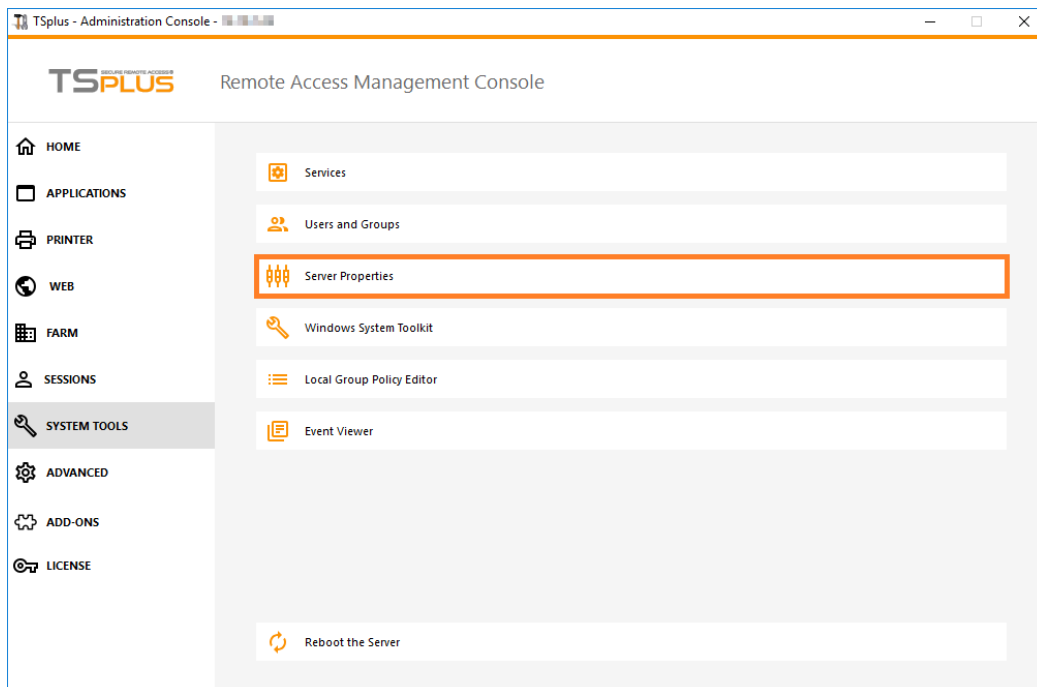 TSplus - Administration Console -
TSPLUS
SECURE REMOTE ACCESS
Remote Access Management Console
HOME
APPLICATIONS
PRINTER
WEB
FARM
SESSIONS
SYSTEM TOOLS
ADVANCED
ADD-ONS
LICENSE
Services
Users and Groups
Server Properties
Windows System Toolkit
Local Group Policy Editor
Event Viewer
Reboot the Server